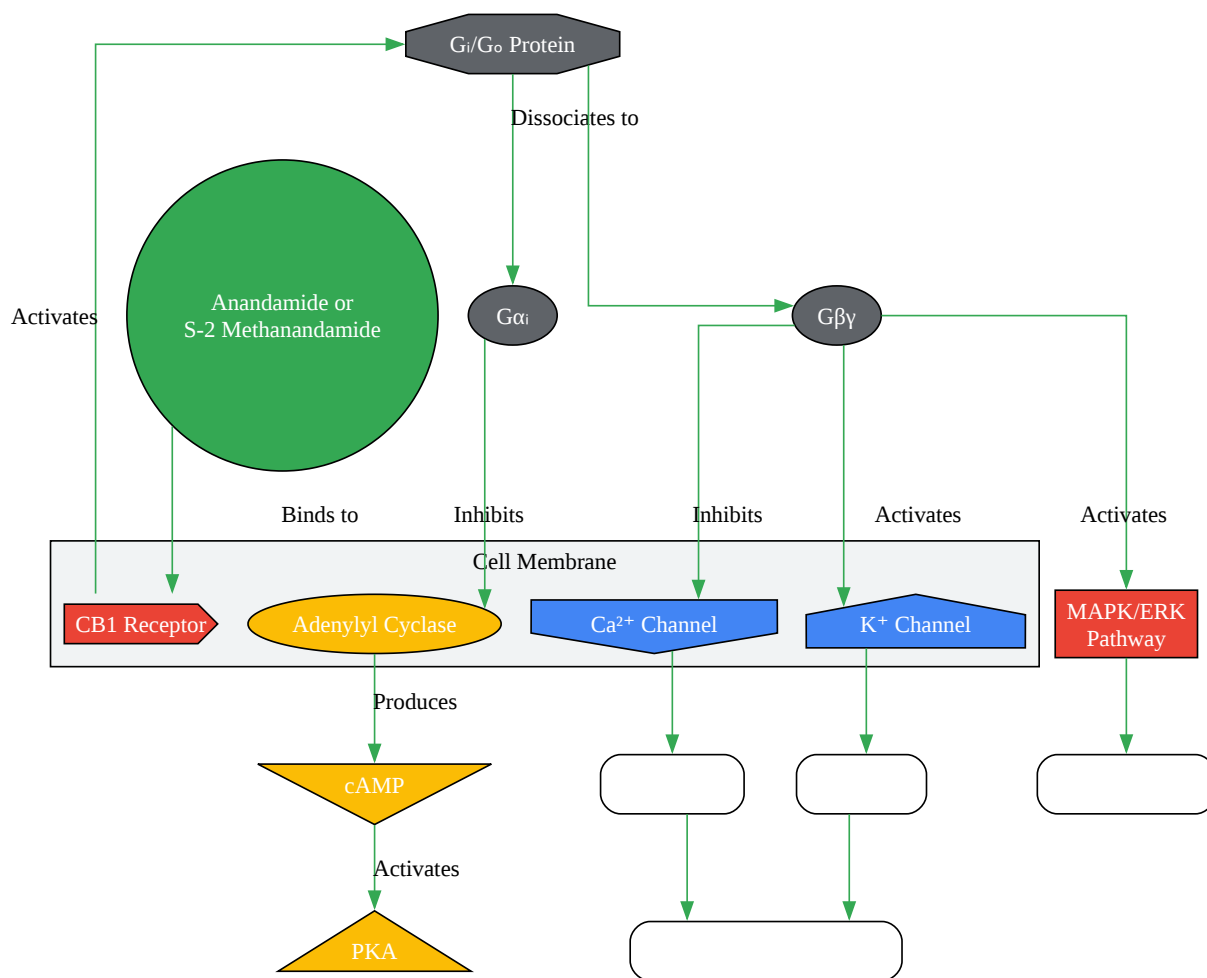 Gᵢ/Gₒ Protein
Dissociates to
Anandamide or
S-2 Methanandamide
Activates
Gαᵢ
Gβγ
Binds to
Inhibits
Inhibits
Activates
Activates
Cell Membrane
CB1 Receptor
Adenylyl Cyclase
Ca²⁺ Channel
K⁺ Channel
MAPK/ERK
Pathway
Produces
cAMP
Activates
PKA